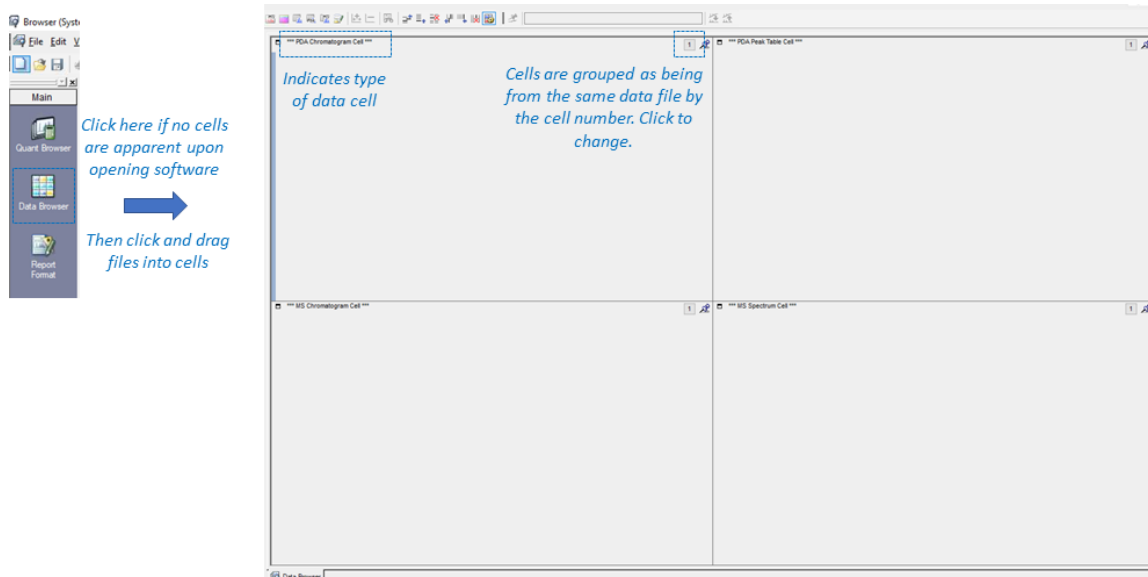 Browser (Syst
File Edit V
Main
Quant Browser
Data Browser
Report
Format
Click here if no cells
are apparent upon
opening software
Then click and drag
files into cells
*** PDA Chromatogram Cell ***
1
Indicates type
of data cell
Cells are grouped as being
from the same data file by
the cell number. Click to
change.
*** PDA Peak Table Cell ***
1
*** MS Chromatogram Cell ***
1
*** MS Spectrum Cell ***
1
Data Browser